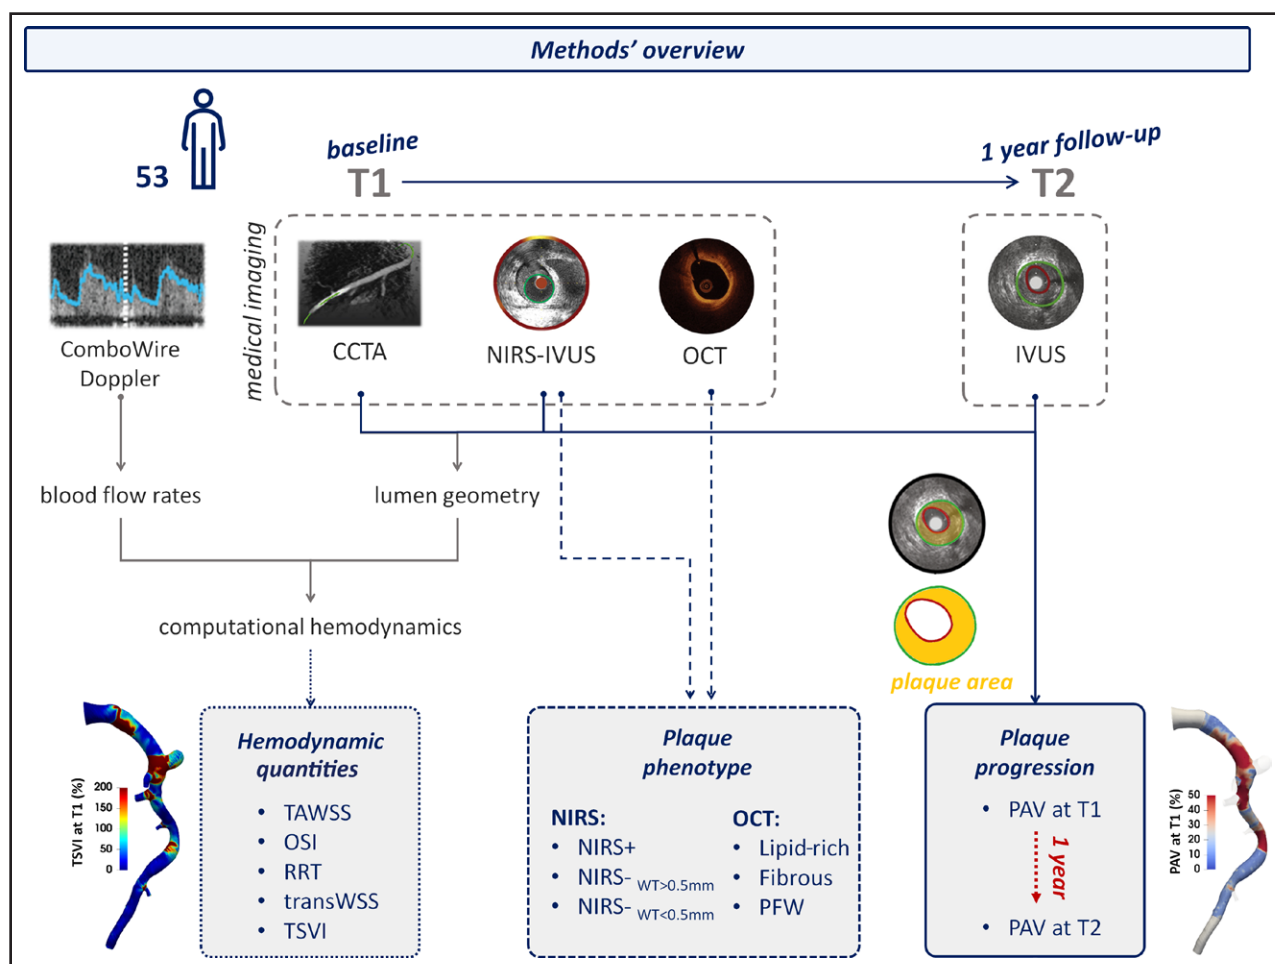 Methods' overview
53
baseline
T1
1 year follow-up
T2
medical imaging
ComboWire
Doppler
CCTA
NIRS-IVUS
OCT
IVUS
blood flow rates
lumen geometry
computational hemodynamics
plaque area
TSVI at T1 (%)
200
150
100
50
0
Hemodynamic
quantities
• TAWSS
• OSI
• RRT
• transWSS
• TSVI
Plaque
phenotype
NIRS:
• NIRS+
• NIRS- WT>0.5mm
• NIRS- WT<0.5mm
OCT:
• Lipid-rich
• Fibrous
• PFW
Plaque
progression
• PAV at T1
1 year
• PAV at T2
PAV at T1 (%)
50
40
30
20
10
0